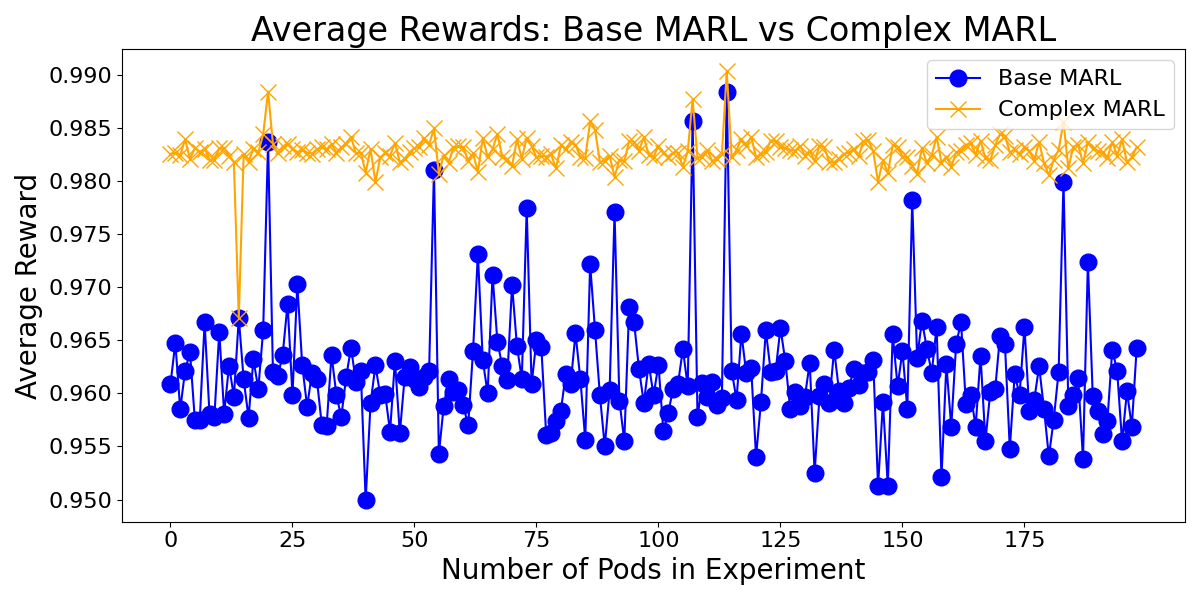 Average Rewards: Base MARL vs Complex MARL
Base MARL
Complex MARL
Average Reward
0.990
0.985
0.980
0.975
0.970
0.965
0.960
0.955
0.950
0 25 50 75 100 125 150 175
Number of Pods in Experiment